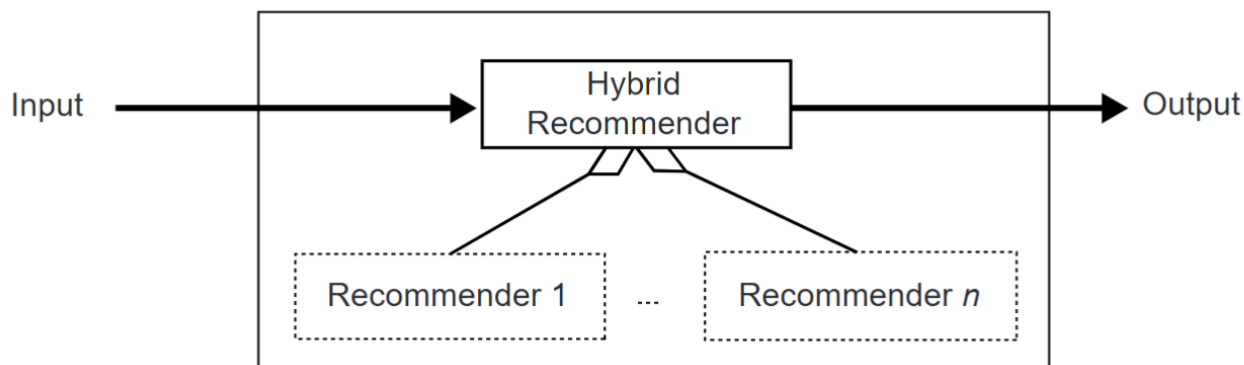 Input
Hybrid
Recommender
Output
Recommender 1
...
Recommender n